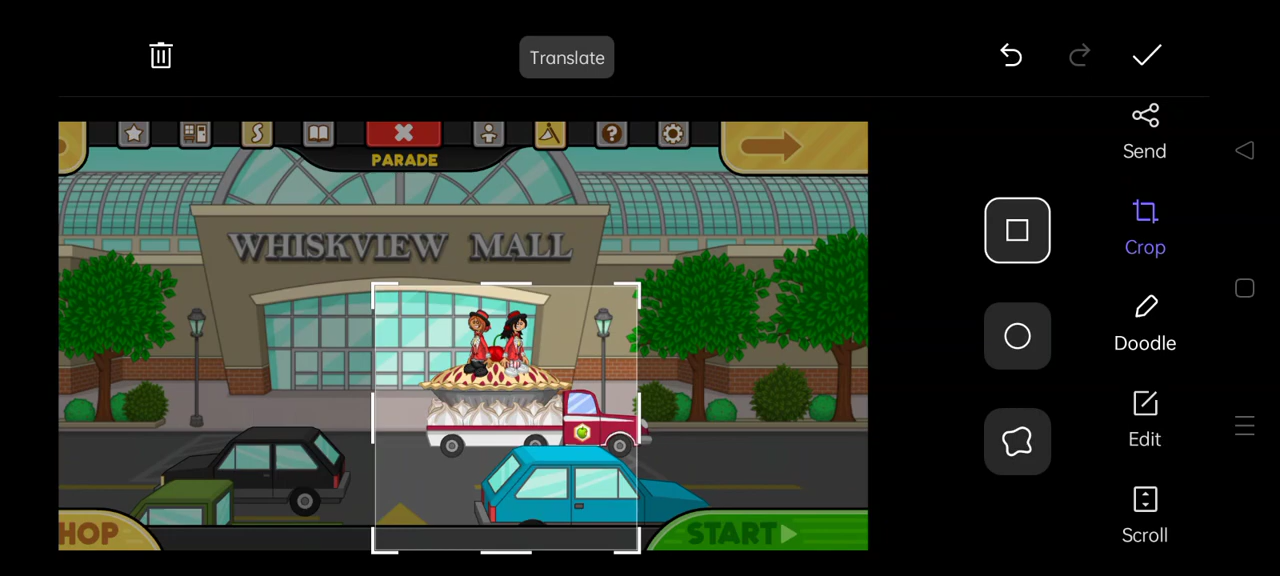 Translate
Send
PARADE
Crop
WHISKVIEW MALL
Doodle
Edit
HOP
START
Scroll